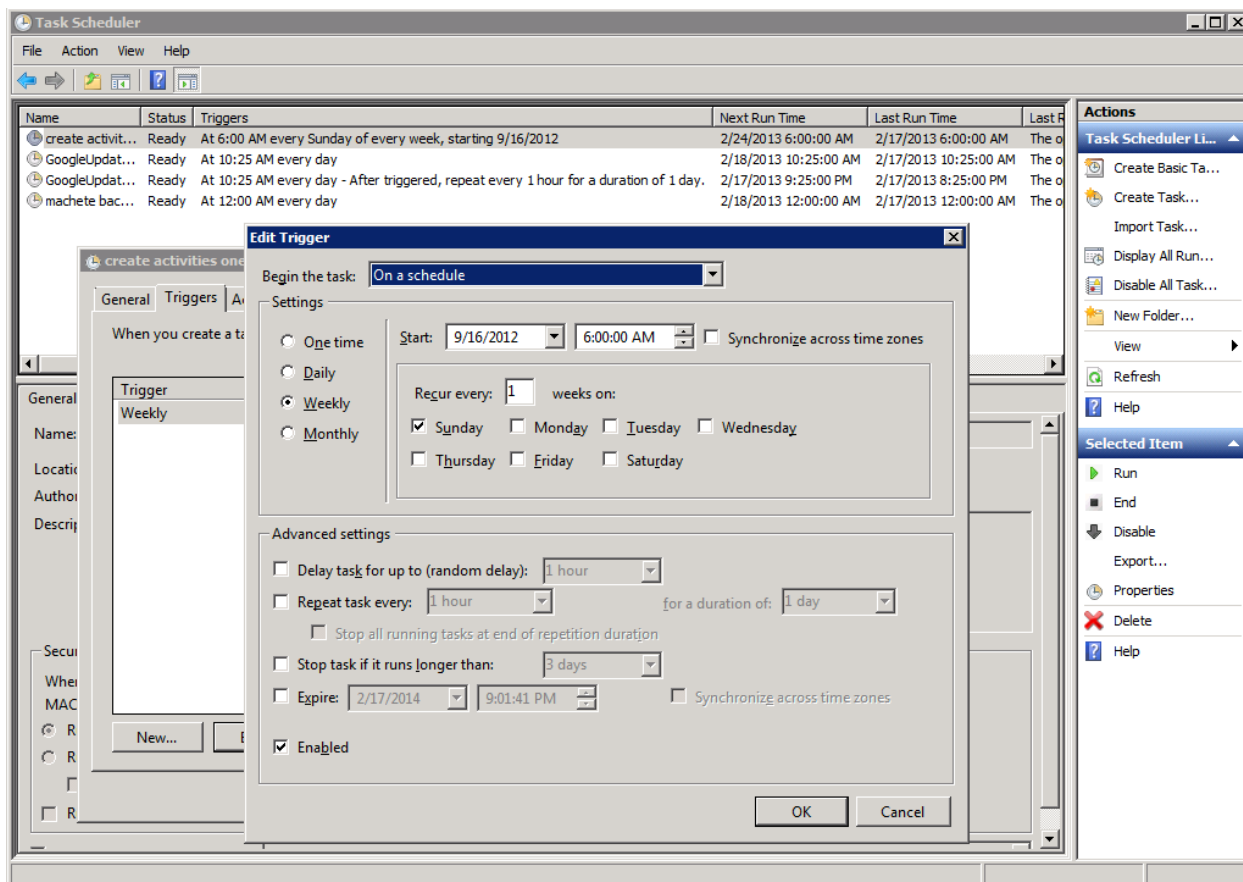 Task Scheduler
File Action View Help
Name Status Triggers Next Run Time Last Run Time Last R
create activit... Ready At 6:00 AM every Sunday of every week, starting 9/16/2012 2/24/2013 6:00:00 AM 2/17/2013 6:00:00 AM The o
GoogleUpdat... Ready At 10:25 AM every day 2/18/2013 10:25:00 AM 2/17/2013 10:25:00 AM The o
GoogleUpdat... Ready At 10:25 AM every day - After triggered, repeat every 1 hour for a duration of 1 day. 2/17/2013 9:25:00 PM 2/17/2013 8:25:00 PM The o
machete bac... Ready At 12:00 AM every day 2/18/2013 12:00:00 AM 2/17/2013 12:00:00 AM The o
General
Name:
Locatio
Author
Descrip
Secu
Whe
MAC
R
R
R
create activities one
General Triggers Ac
When you create a ta
Trigger
Weekly
New... E
Edit Trigger
Begin the task: On a schedule
Settings
One time
Daily
Weekly
Monthly
Start: 9/16/2012 6:00:00 AM Synchronize across time zones
Recur every: 1 weeks on:
Sunday Monday Tuesday Wednesday
Thursday Friday Saturday
Advanced settings
Delay task for up to (random delay): 1 hour
Repeat task every: 1 hour for a duration of: 1 day
Stop all running tasks at end of repetition duration
Stop task if it runs longer than: 3 days
Expire: 2/17/2014 9:01:41 PM Synchronize across time zones
Enabled
OK Cancel
Actions
Task Scheduler Li...
Create Basic Ta...
Create Task...
Import Task...
Display All Run...
Disable All Task...
New Folder...
View
Refresh
Help
Selected Item
Run
End
Disable
Export...
Properties
Delete
Help